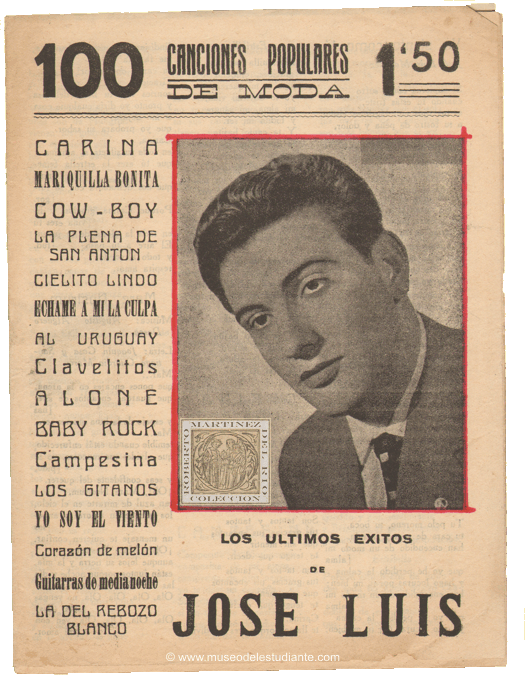 100 CANCIONES POPULARES 1'50
DE MODA
CARINA
MARIQUILLA BONITA
COW-BOY
LA PLENA DE
SAN ANTON
CIELITO LINDO
ECHAME A MI LA CULPA
AL URUGUAY
Clavelitos
ALONE
BABY ROCK
Campesina
LOS GITANOS
YO SOY EL VIENTO
Corazón de melón
Guitarras de medianoche
LA DEL REBOZO
BLANCO
ROBERTO MARTINEZ DEL RIO
COLECCION
LOS ULTIMOS EXITOS
DE
JOSE LUIS
© www.museodelestudiante.com